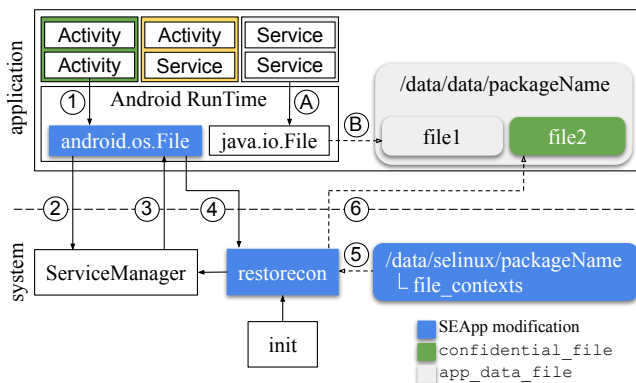 application
Activity
Activity
Activity
Service
Service
Service
1
Android RunTime
A
android.os.File
java.io.File
B
/data/data/packageName
file1
file2
2
3
4
6
system
ServiceManager
restorecon
5
/data/selinux/packageName
file_contexts
init
SEApp modification
confidential_file
app_data_file